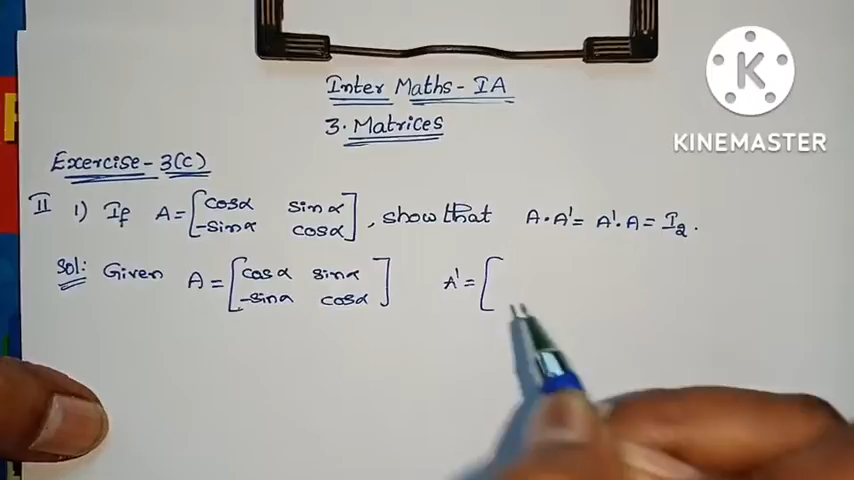 Inter Maths - IA
3. Matrices
KINEMASTER
Exercise - 3(c)
II 1) If A = [cosα sinα
-sinα cosα], show that A·A' = A'·A = I₂.
Sol: Given A = [cosα sinα
-sinα cosα] A' = [